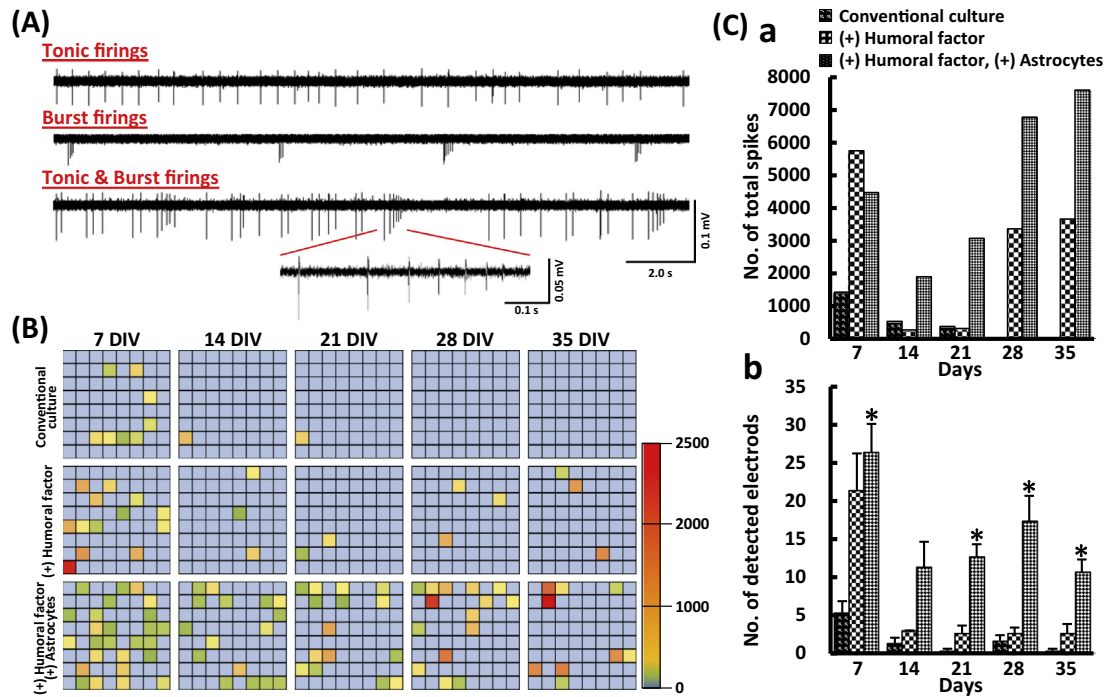 (A)
Tonic firings
Burst firings
Tonic & Burst firings
0.1 mV
2.0 s
0.05 mV
0.1 s
(B)
7 DIV 14 DIV 21 DIV 28 DIV 35 DIV
Conventional
culture
(+) Humoral factor
(+) Humoral factor
(+) Astrocytes
2500
2000
1000
0
(C) a
Conventional culture
(+) Humoral factor
(+) Humoral factor, (+) Astrocytes
No. of total spikes
8000
7000
6000
5000
4000
3000
2000
1000
0
7 14 21 28 35
Days
b
No. of detected electrods
35
30
25
20
15
10
5
0
* * * *
7 14 21 28 35
Days